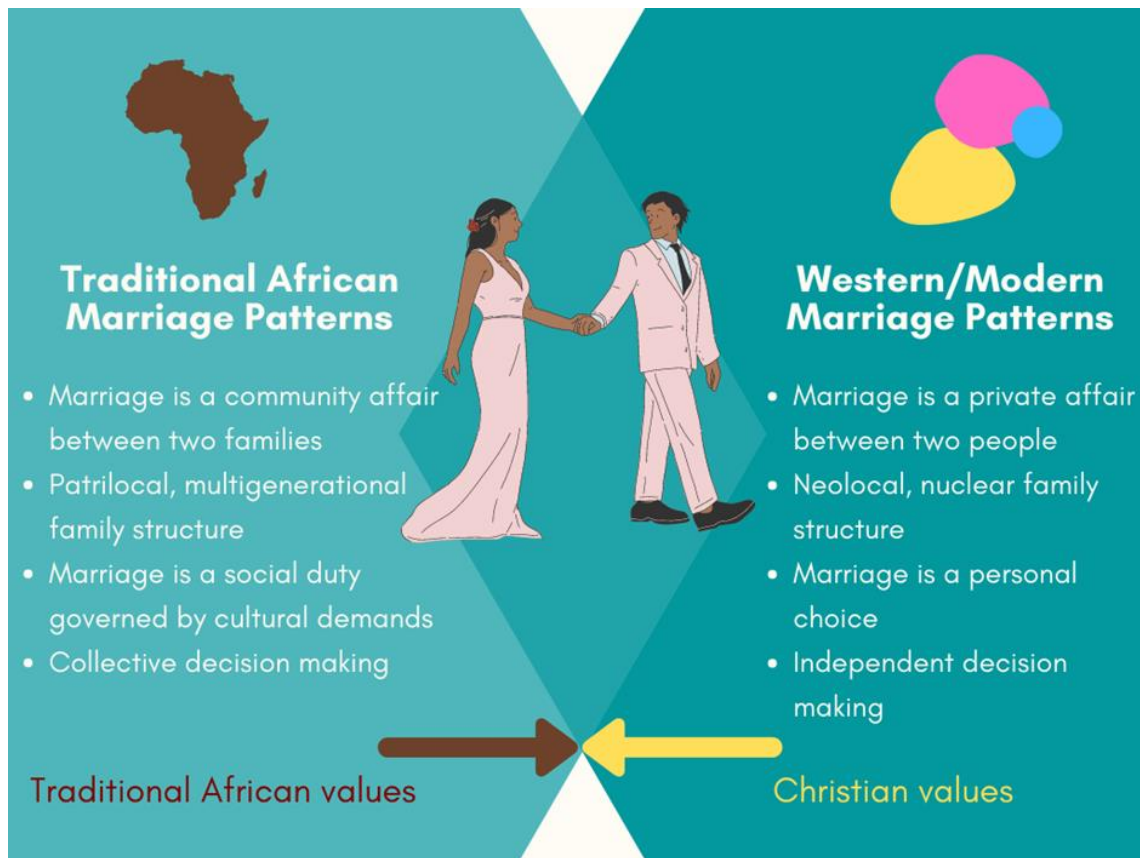 Traditional African
Marriage Patterns
• Marriage is a community affair
between two families
• Patrilocal, multigenerational
family structure
• Marriage is a social duty
governed by cultural demands
• Collective decision making
Traditional African values
Western/Modern
Marriage Patterns
• Marriage is a private affair
between two people
• Neolocal, nuclear family
structure
• Marriage is a personal
choice
• Independent decision
making
Christian values